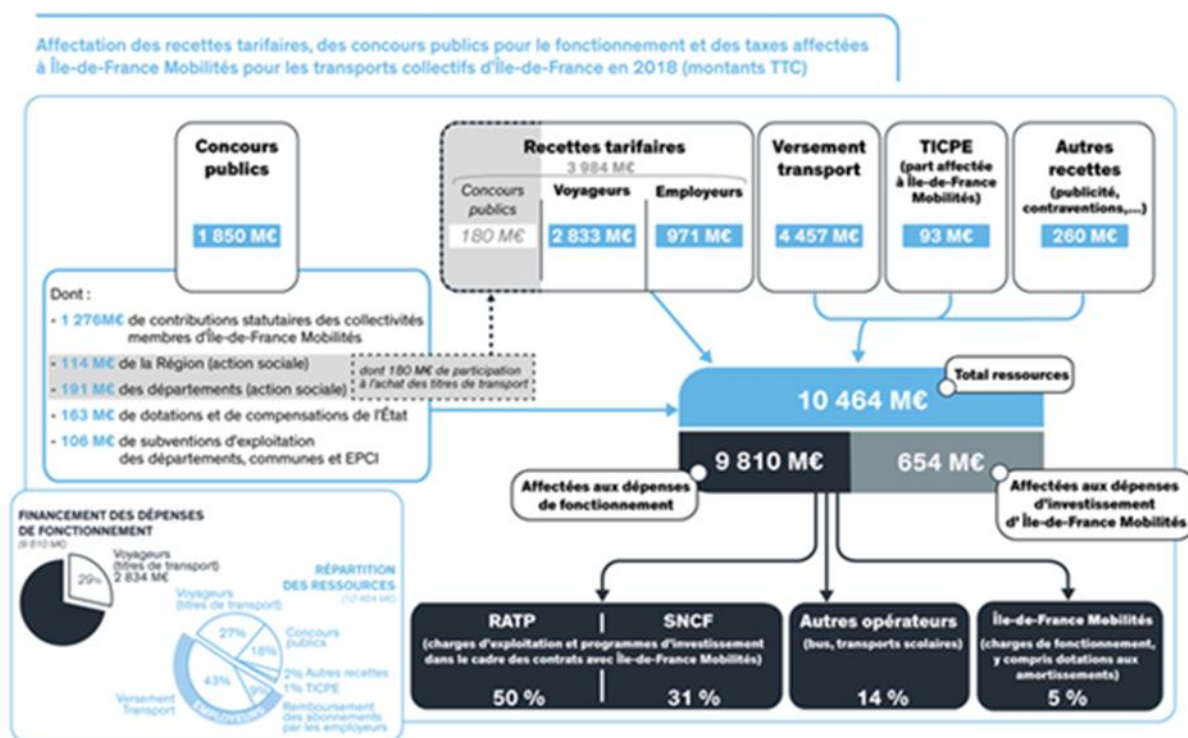 Affectation des recettes tarifaires, des concours publics pour le fonctionnement et des taxes affectées
à Île-de-France Mobilités pour les transports collectifs d'Île-de-France en 2018 (montants TTC)
Concours
publics
1 850 M€
Recettes tarifaires
3 984 M€
Concours
publics
180 M€
Voyageurs
2 833 M€
Employeurs
971 M€
Versement
transport
4 457 M€
TICPE
(part affectée
à Île-de-France
Mobilités)
93 M€
Autres
recettes
(publicité,
contraventions,...)
260 M€
Dont :
- 1 276M€ de contributions statutaires des collectivités
membres d'Île-de-France Mobilités
- 114 M€ de la Région (action sociale)
- 191 M€ des départements (action sociale)
- 163 M€ de dotations et de compensations de l'État
- 106 M€ de subventions d'exploitation
des départements, communes et EPCI
dont 180 M€ de participation
à l'achat des titres de transport
Total ressources
10 464 M€
9 810 M€
654 M€
Affectées aux dépenses
de fonctionnement
Affectées aux dépenses
d'investissement
d' Île-de-France Mobilités
FINANCEMENT DES DÉPENSES
DE FONCTIONNEMENT
(9 810 M€)
Voyageurs
(titres de transport)
2 834 M€
29%
RÉPARTITION
DES RESSOURCES
(10 464 M€)
Voyageurs
(titres de transport)
27%
Concours
publics
18%
2% Autres recettes
1% TICPE
9%
Remboursement
des abonnements
par les employeurs
43%
Versement
Transport
EMPLOYEURS
RATP
SNCF
(charges d'exploitation et programmes d'investissement
dans le cadre des contrats avec Île-de-France Mobilités)
50 %
31 %
Autres opérateurs
(bus, transports scolaires)
14 %
Île-de-France Mobilités
(charges de fonctionnement,
y compris dotations aux
amortissements)
5 %